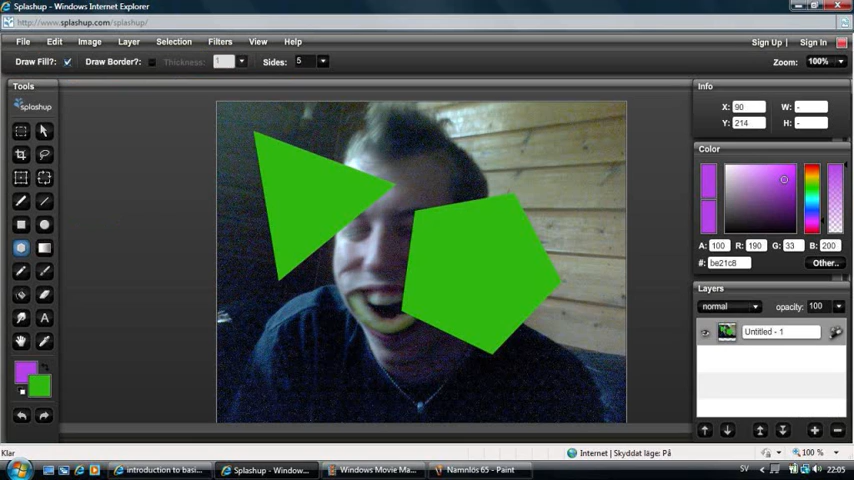 Splashup - Windows Internet Explorer
http://www.splashup.com/splashup/
File Edit Image Layer Selection Filters View Help Sign Up | Sign In
Draw Fill?: Draw Border?: Thickness: 1 Sides: 5 Zoom: 100%
Tools
splashup
Info
X: 90 W: -
Y: 214 H: -
Color
A: 100 R: 190 G: 33 B: 200
#: be21c8 Other..
Layers
normal opacity: 100
Untitled - 1
Klar Internet | Skyddat läge: På 100 %
introduction to basi... Splashup - Window... Windows Movie Ma... Namnlös 65 - Paint SV 22:05